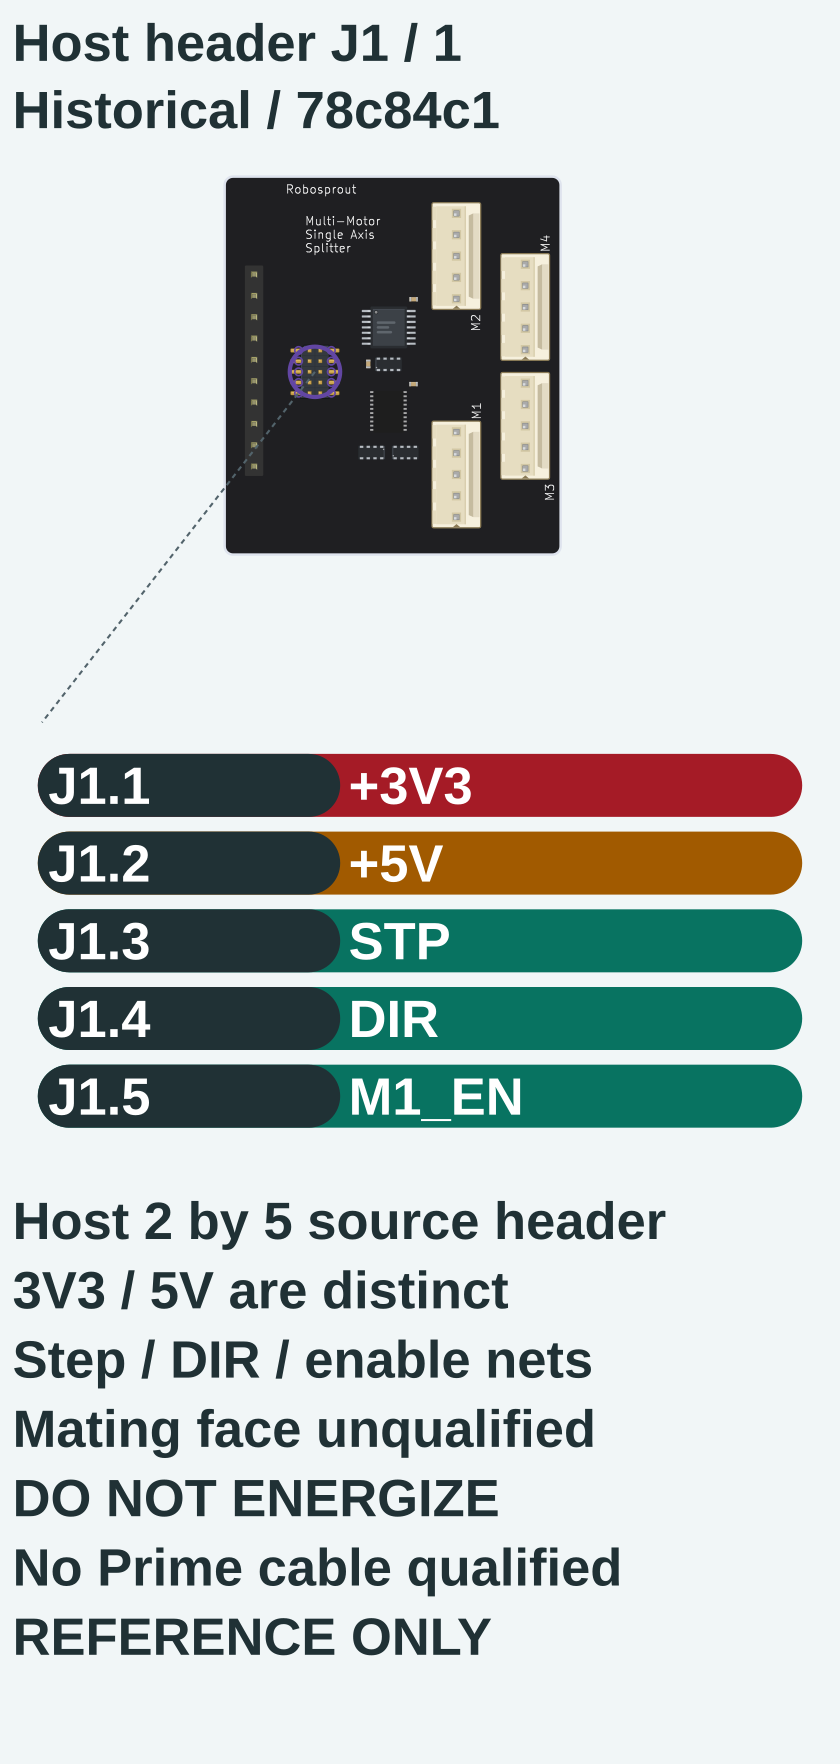 Host header J1 / 1
Historical / 78c84c1
Robosprout
Multi-Motor
Single Axis
Splitter
M4
M2
M1
M3
J1.1 +3V3
J1.2 +5V
J1.3 STP
J1.4 DIR
J1.5 M1_EN
Host 2 by 5 source header
3V3 / 5V are distinct
Step / DIR / enable nets
Mating face unqualified
DO NOT ENERGIZE
No Prime cable qualified
REFERENCE ONLY